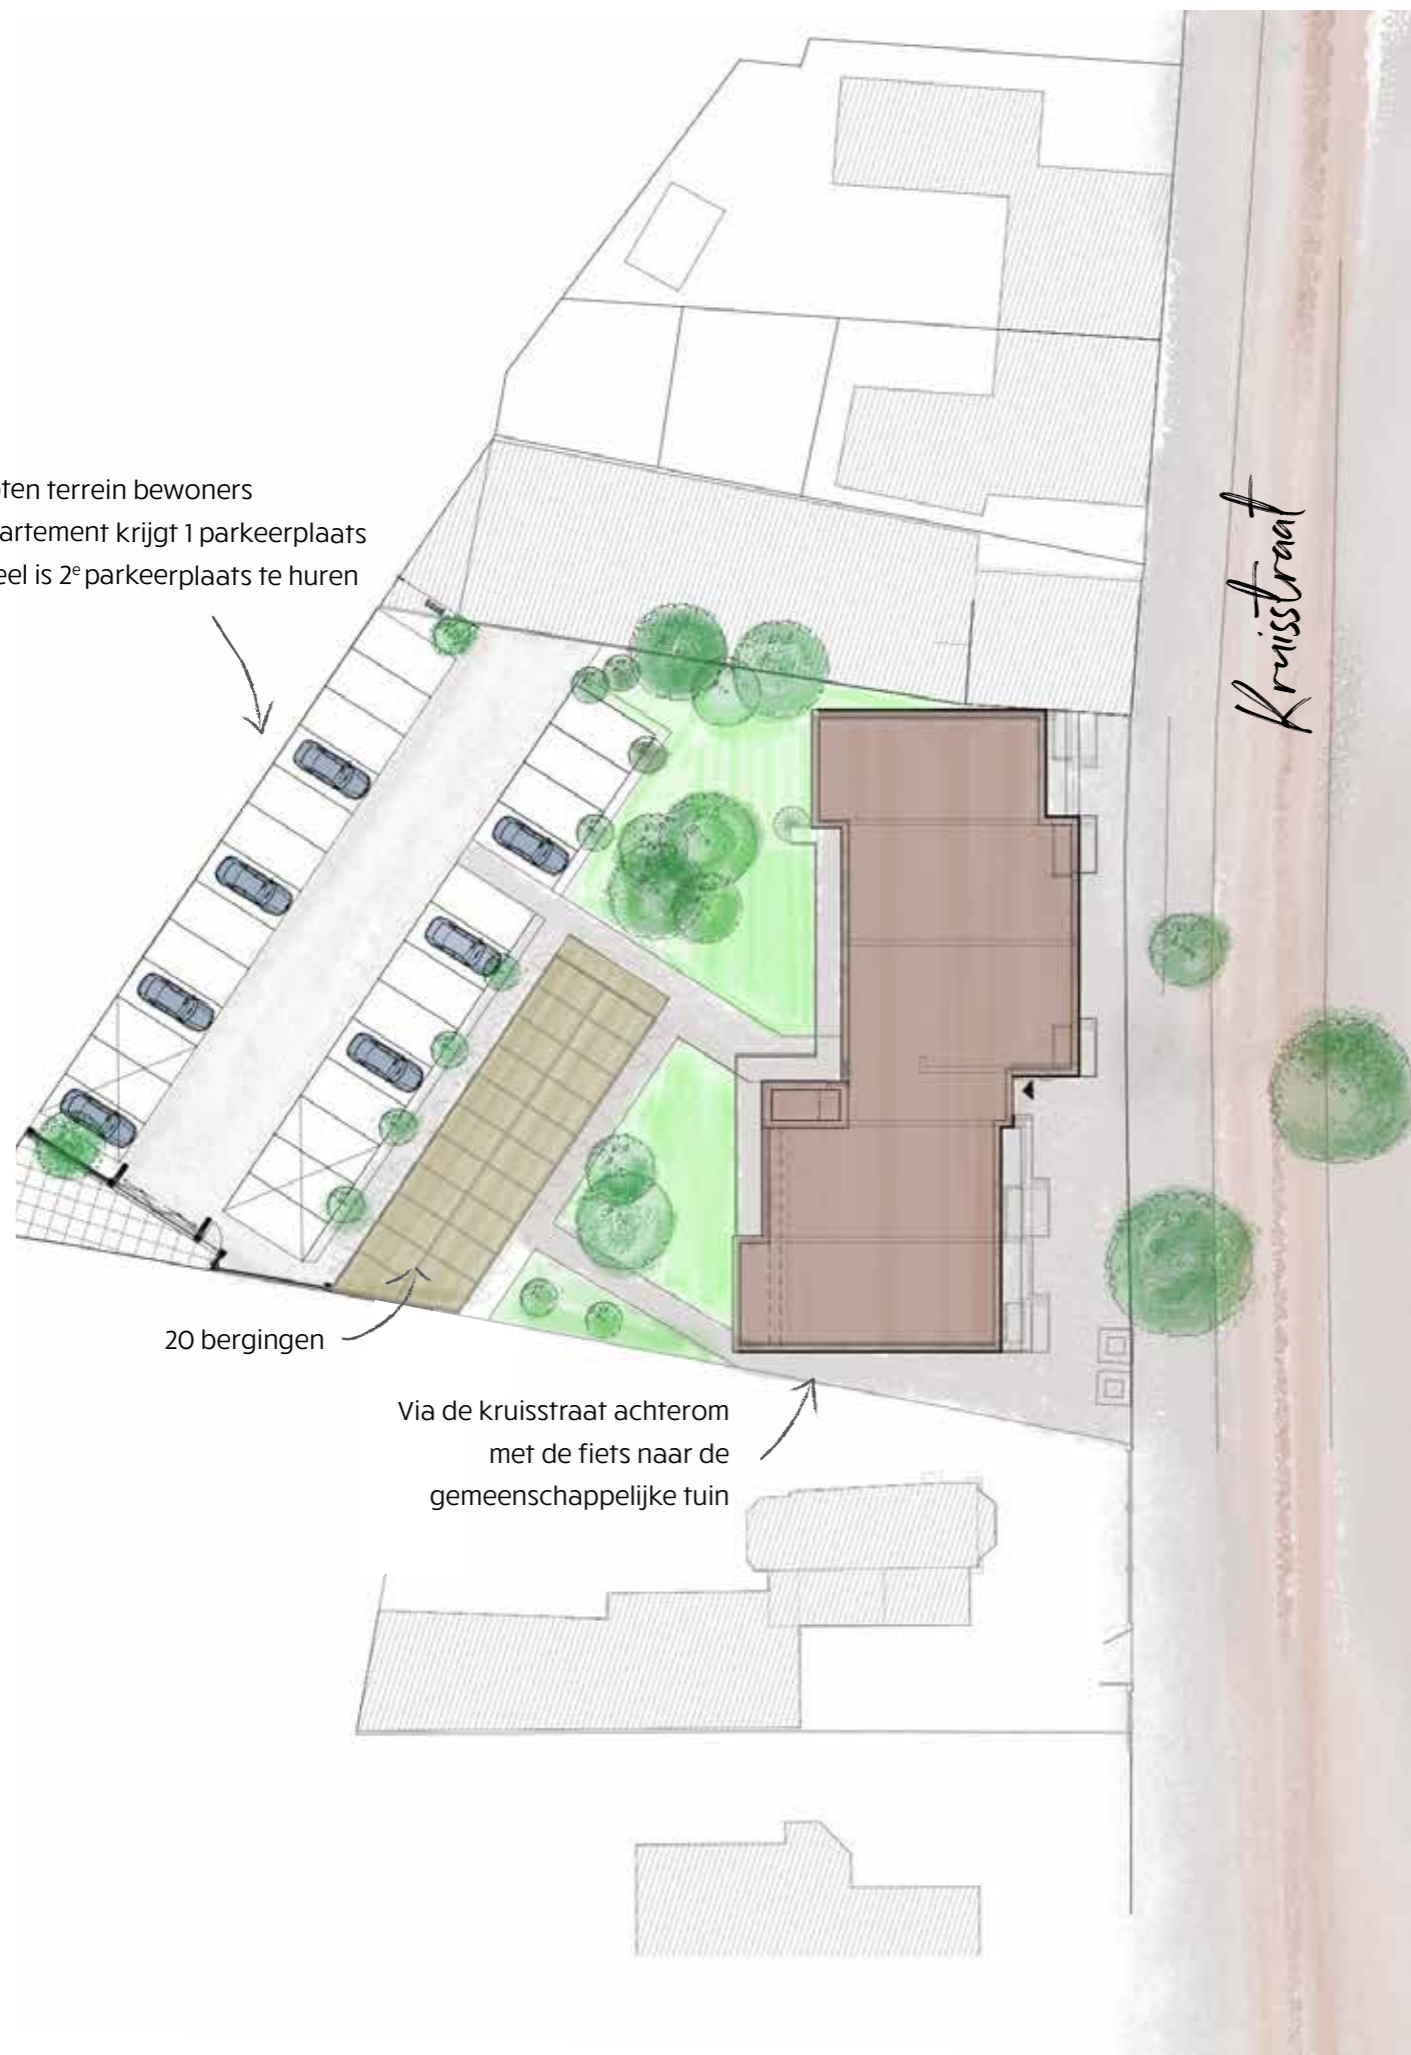 ten terrein bewoners
artement krijgt 1 parkeerplaats
eel is 2e parkeerplaats te huren
Kruisstraat
20 bergingen
Via de kruisstraat achterom
met de fiets naar de
gemeenschappelijke tuin